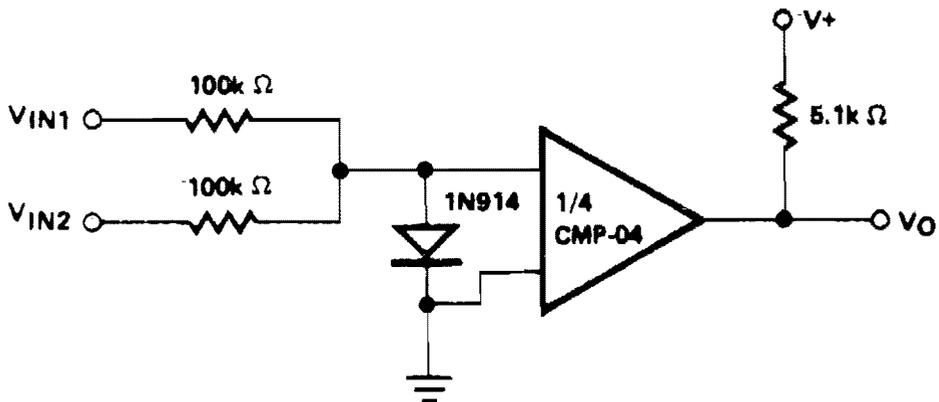 V+
100k Ω
VIN1
5.1k Ω
100k Ω
VIN2
1N914
1/4
CMP-04
VO